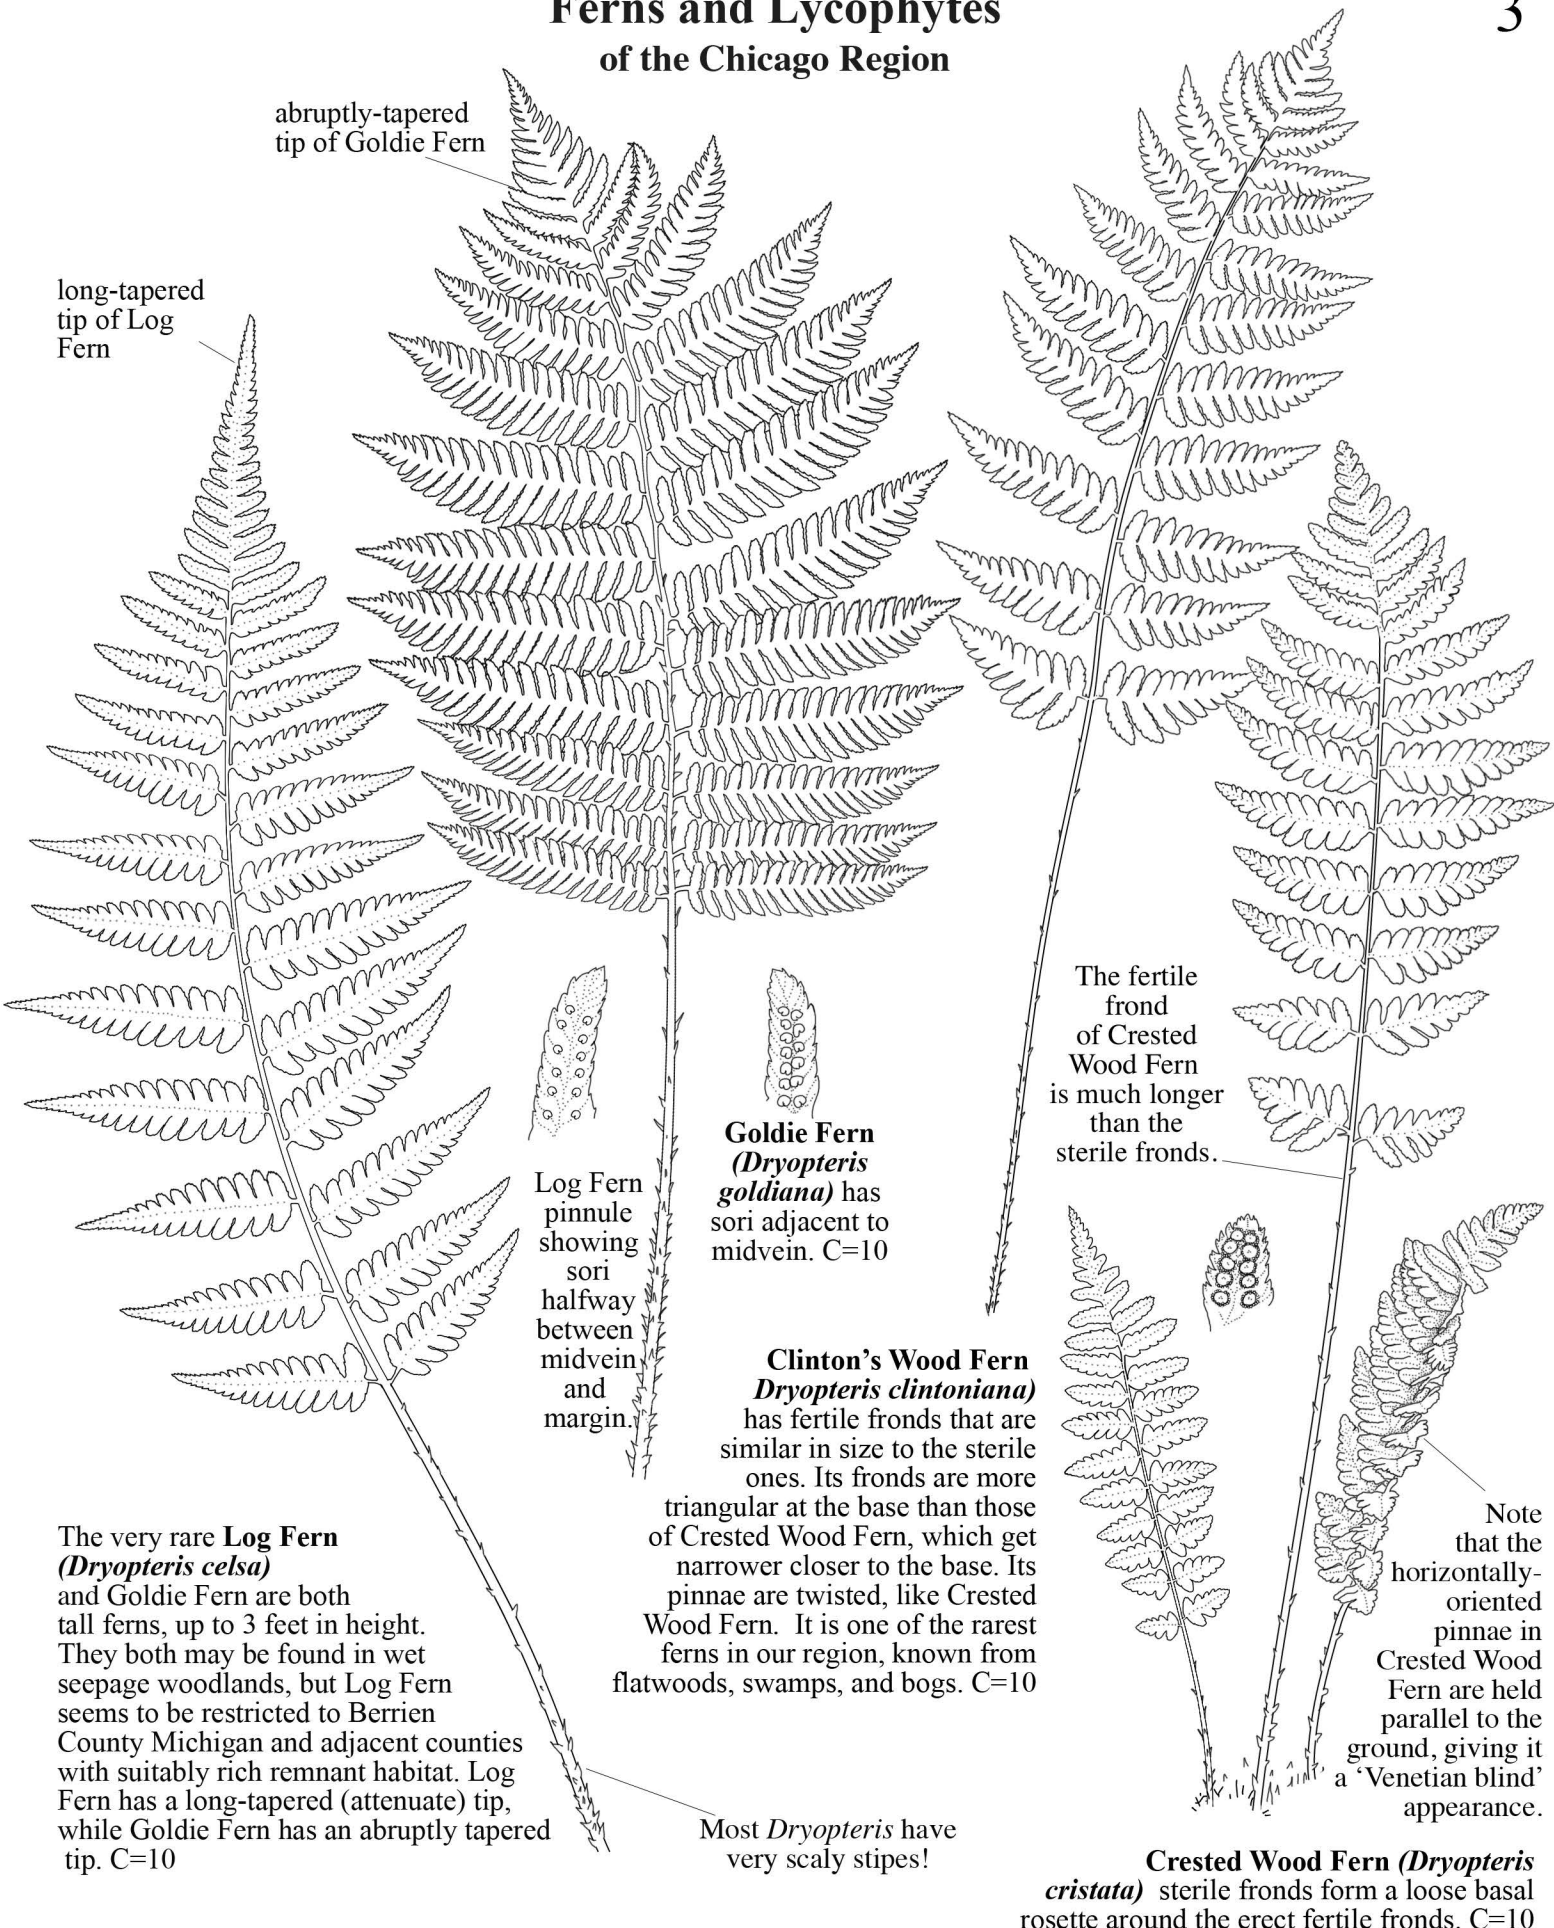 Ferns and Lycophytes
of the Chicago Region
3
abruptly-tapered
tip of Goldie Fern
long-tapered
tip of Log
Fern
The fertile
frond
of Crested
Wood Fern
is much longer
than the
sterile fronds.
Goldie Fern
(Dryopteris
goldiana) has
sori adjacent to
midvein. C=10
Log Fern
pinnule
showing
sori
halfway
between
midvein
and
margin.
Clinton’s Wood Fern
Dryopteris clintoniana)
has fertile fronds that are
similar in size to the sterile
ones. Its fronds are more
triangular at the base than those
of Crested Wood Fern, which get
narrower closer to the base. Its
pinnae are twisted, like Crested
Wood Fern.  It is one of the rarest
ferns in our region, known from
flatwoods, swamps, and bogs. C=10
Note
that the
horizontally-
oriented
pinnae in
Crested Wood
Fern are held
parallel to the
ground, giving it
a ‘Venetian blind’
appearance.
The very rare Log Fern
(Dryopteris celsa)
and Goldie Fern are both
tall ferns, up to 3 feet in height.
They both may be found in wet
seepage woodlands, but Log Fern
seems to be restricted to Berrien
County Michigan and adjacent counties
with suitably rich remnant habitat. Log
Fern has a long-tapered (attenuate) tip,
while Goldie Fern has an abruptly tapered
tip. C=10
Most Dryopteris have
very scaly stipes!
Crested Wood Fern (Dryopteris
cristata)  sterile fronds form a loose basal
rosette around the erect fertile fronds. C=10